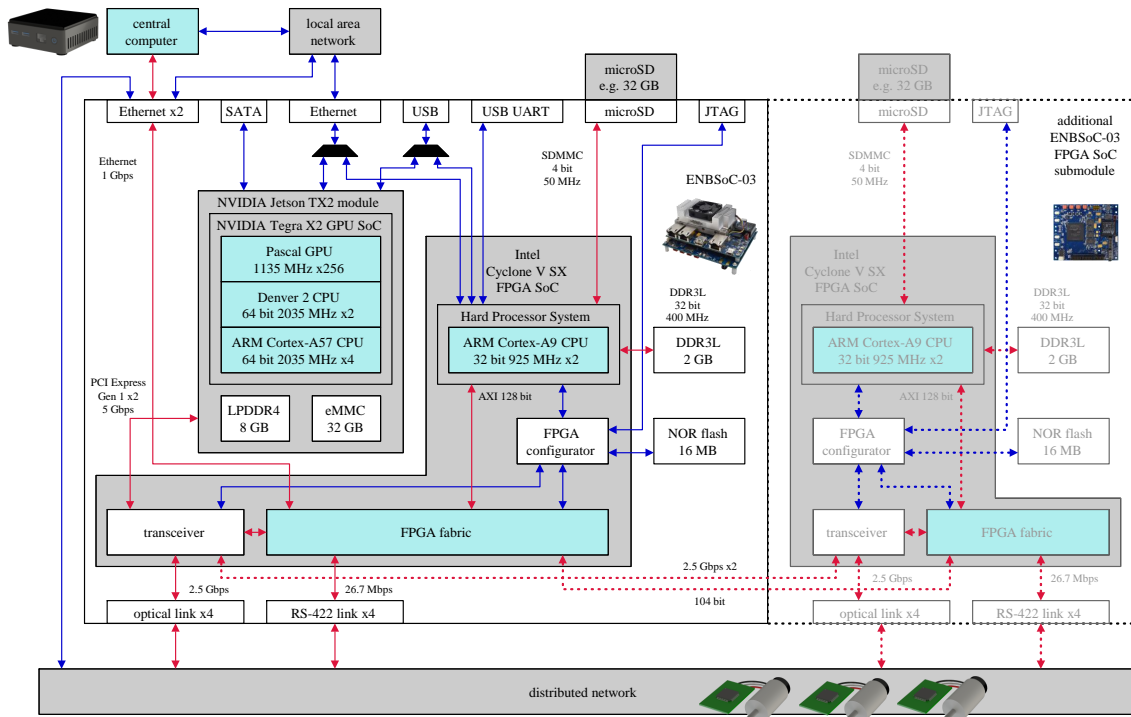 central
computer
local area
network
microSD
e.g. 32 GB
microSD
e.g. 32 GB
Ethernet x2
SATA
Ethernet
USB
USB UART
microSD
JTAG
microSD
JTAG
additional
ENBSoC-03
FPGA SoC
submodule
Ethernet
1 Gbps
SDMMC
4 bit
50 MHz
SDMMC
4 bit
50 MHz
ENBSoC-03
NVIDIA Jetson TX2 module
NVIDIA Tegra X2 GPU SoC
Pascal GPU
1135 MHz x256
Denver 2 CPU
64 bit 2035 MHz x2
ARM Cortex-A57 CPU
64 bit 2035 MHz x4
LPDDR4
8 GB
eMMC
32 GB
PCI Express
Gen 1 x2
5 Gbps
Intel
Cyclone V SX
FPGA SoC
Hard Processor System
ARM Cortex-A9 CPU
32 bit 925 MHz x2
DDR3L
32 bit
400 MHz
DDR3L
2 GB
AXI 128 bit
FPGA
configurator
NOR flash
16 MB
transceiver
FPGA fabric
Intel
Cyclone V SX
FPGA SoC
Hard Processor System
ARM Cortex-A9 CPU
32 bit 925 MHz x2
DDR3L
32 bit
400 MHz
DDR3L
2 GB
AXI 128 bit
FPGA
configurator
NOR flash
16 MB
transceiver
FPGA fabric
2.5 Gbps x2
104 bit
2.5 Gbps
26.7 Mbps
2.5 Gbps
26.7 Mbps
optical link x4
RS-422 link x4
optical link x4
RS-422 link x4
distributed network